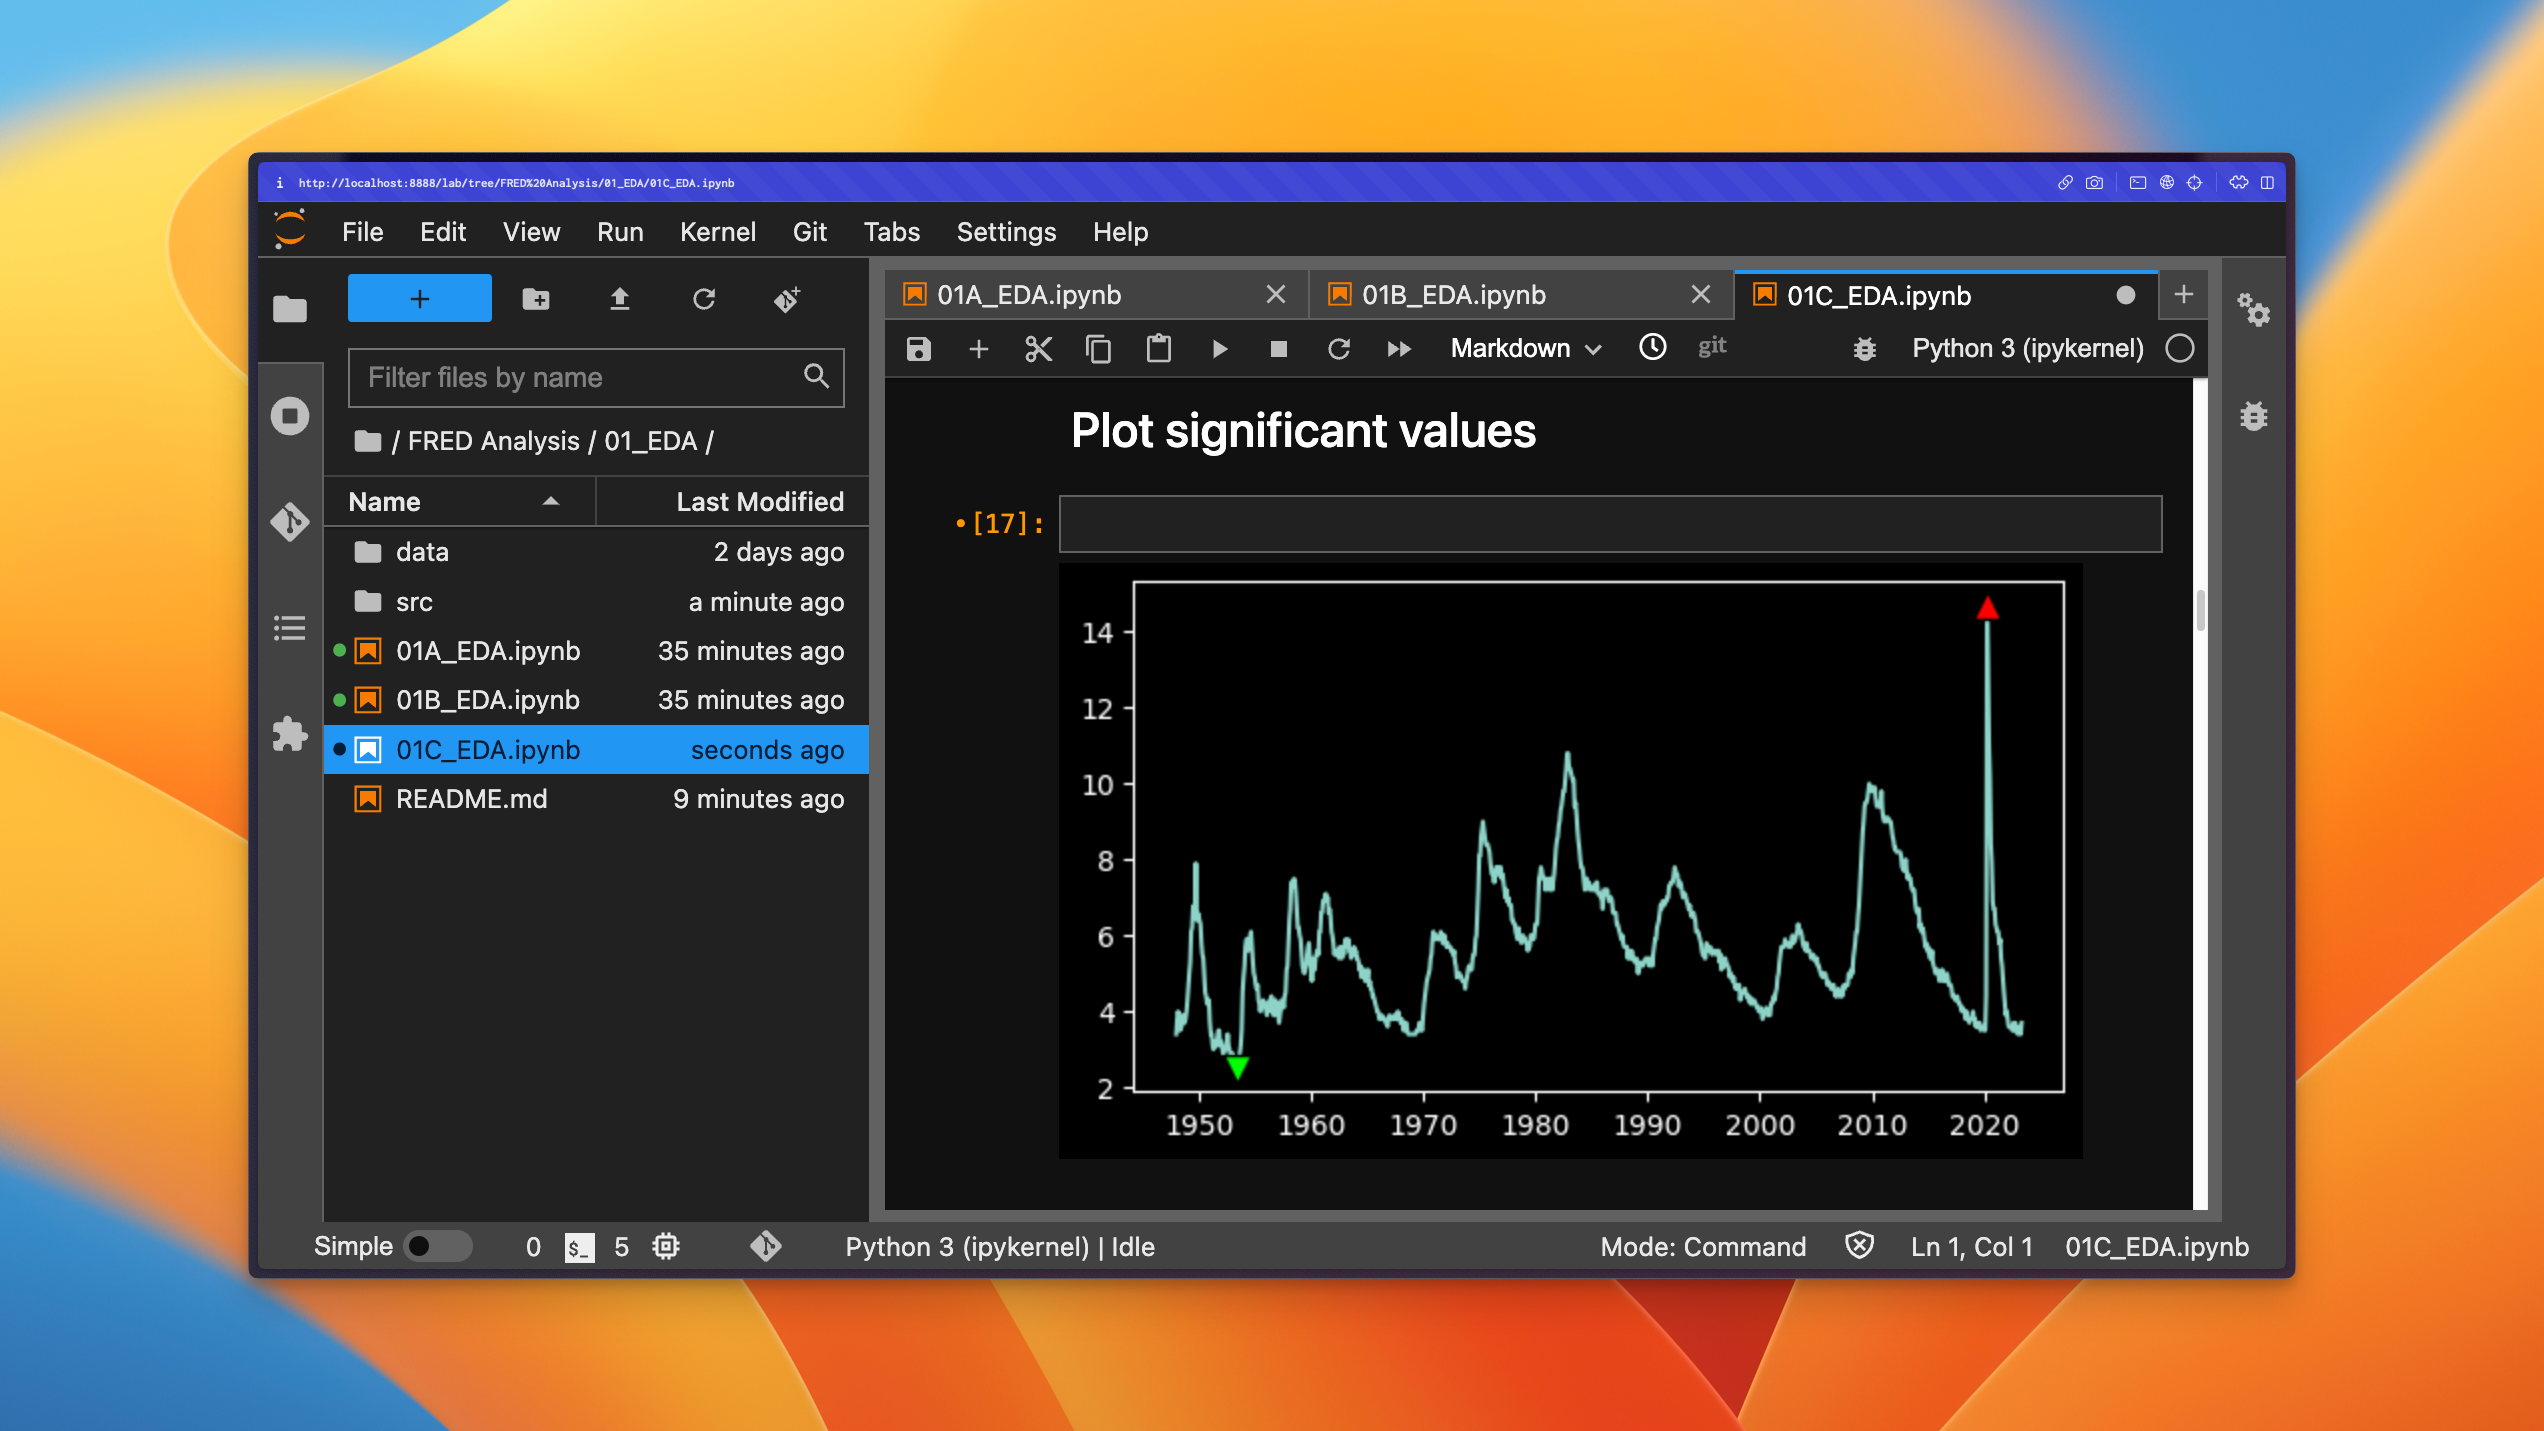 i http://localhost:8888/lab/tree/FRED%20Analysis/01_EDA/01C_EDA.ipynb
File Edit View Run Kernel Git Tabs Settings Help
01A_EDA.ipynb 01B_EDA.ipynb 01C_EDA.ipynb
Markdown git Python 3 (ipykernel)
Filter files by name
/ FRED Analysis / 01_EDA /
Name Last Modified
data 2 days ago
src a minute ago
01A_EDA.ipynb 35 minutes ago
01B_EDA.ipynb 35 minutes ago
01C_EDA.ipynb seconds ago
README.md 9 minutes ago
Plot significant values
[17]:
14
12
10
8
6
4
2
1950 1960 1970 1980 1990 2000 2010 2020
Simple 0 $_ 5 Python 3 (ipykernel) | Idle Mode: Command Ln 1, Col 1 01C_EDA.ipynb